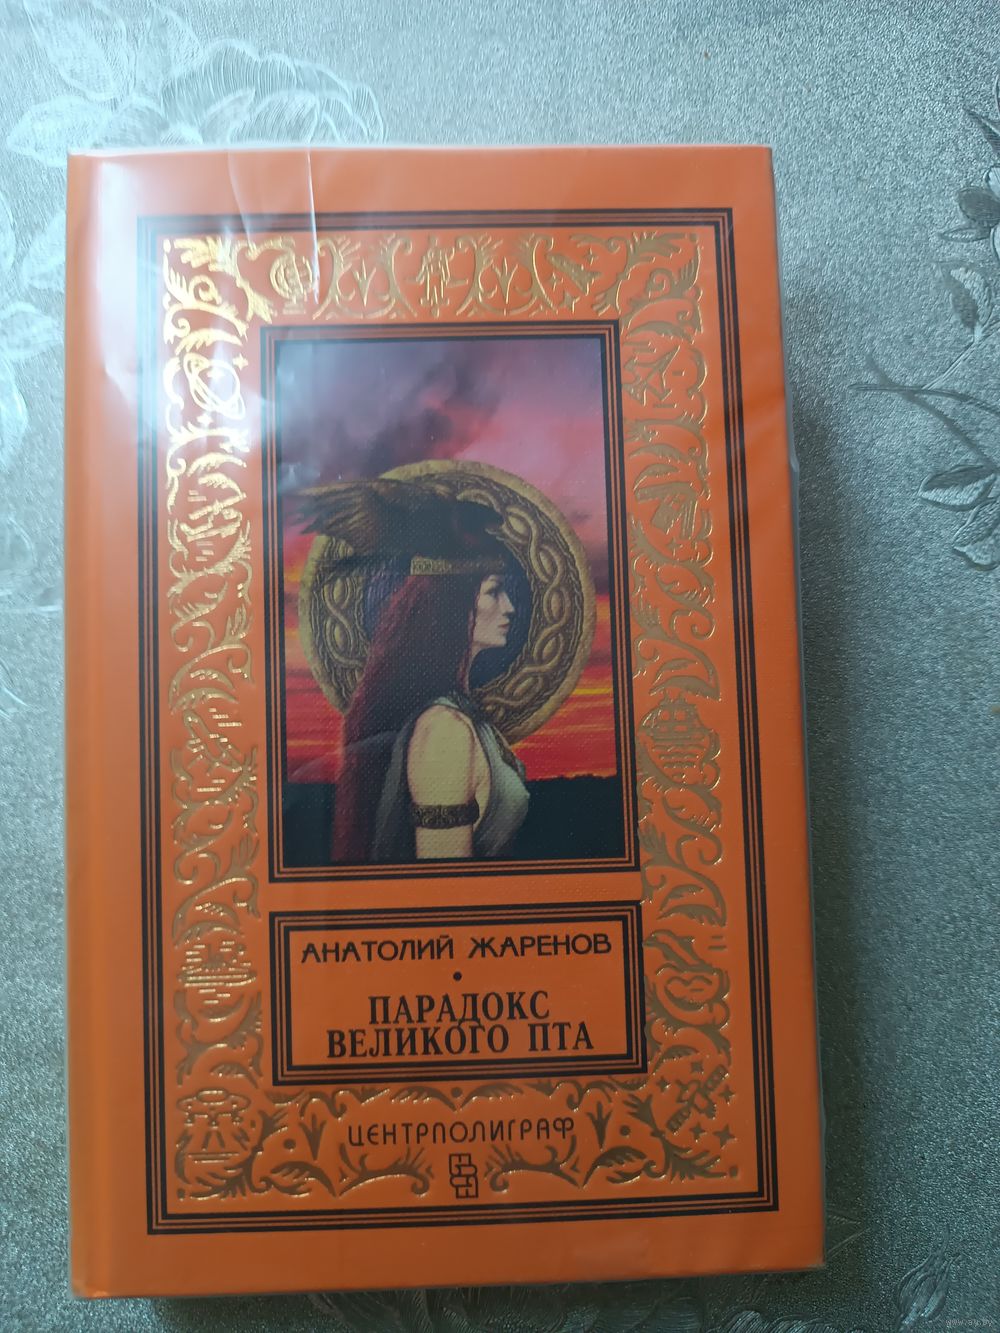 АНАТОЛИЙ ЖАРЕНОВ
•
ПАРАДОКС
ВЕЛИКОГО ПТА
ЦЕНТРПОЛИГРАФ